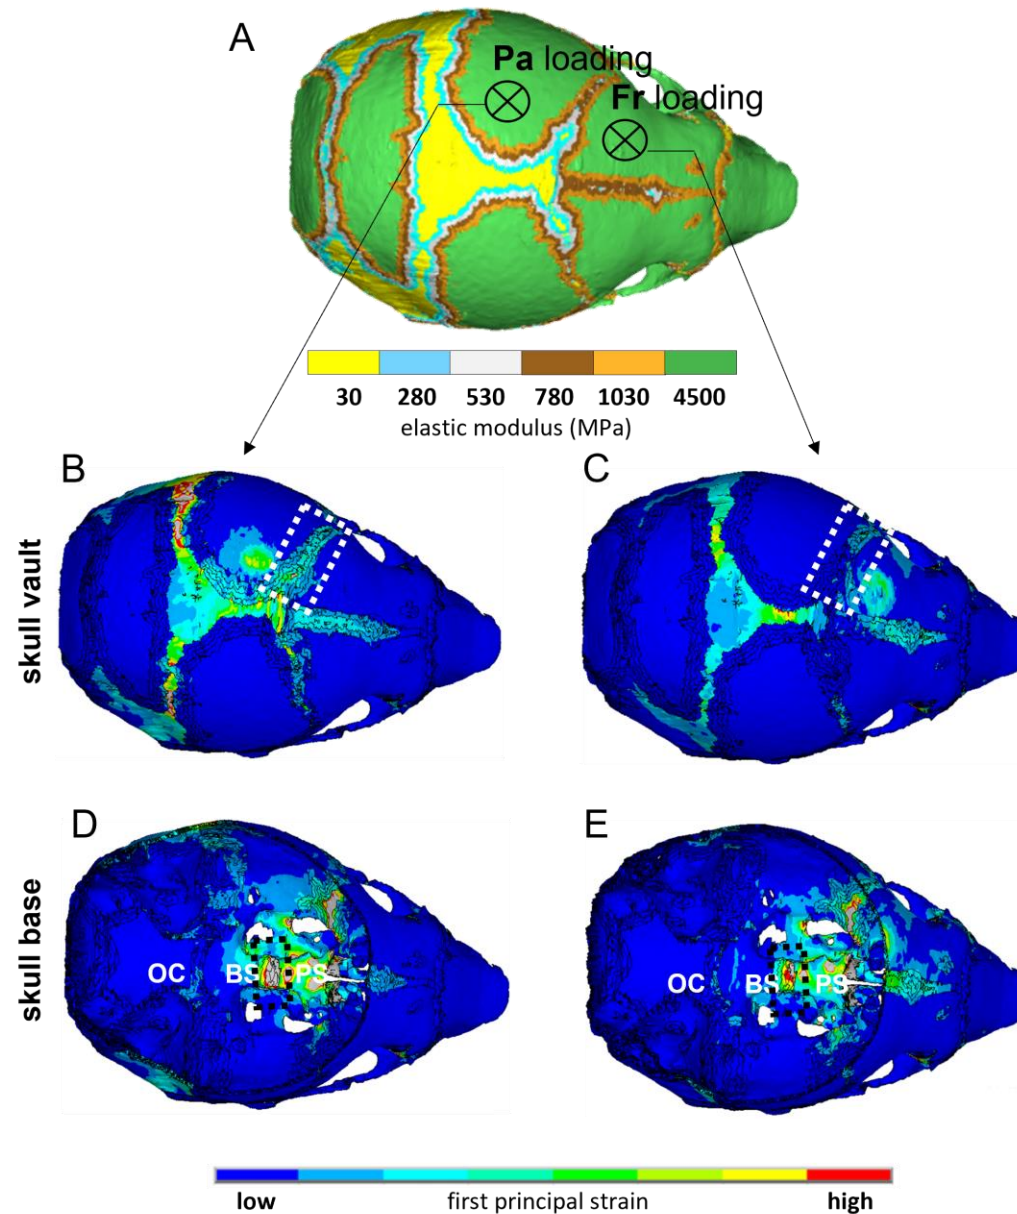 A
Pa loading
Fr loading
30 280 530 780 1030 4500
elastic modulus (MPa)
B
C
skull vault
D
E
skull base
OC BS PS
OC BS PS
low first principal strain high